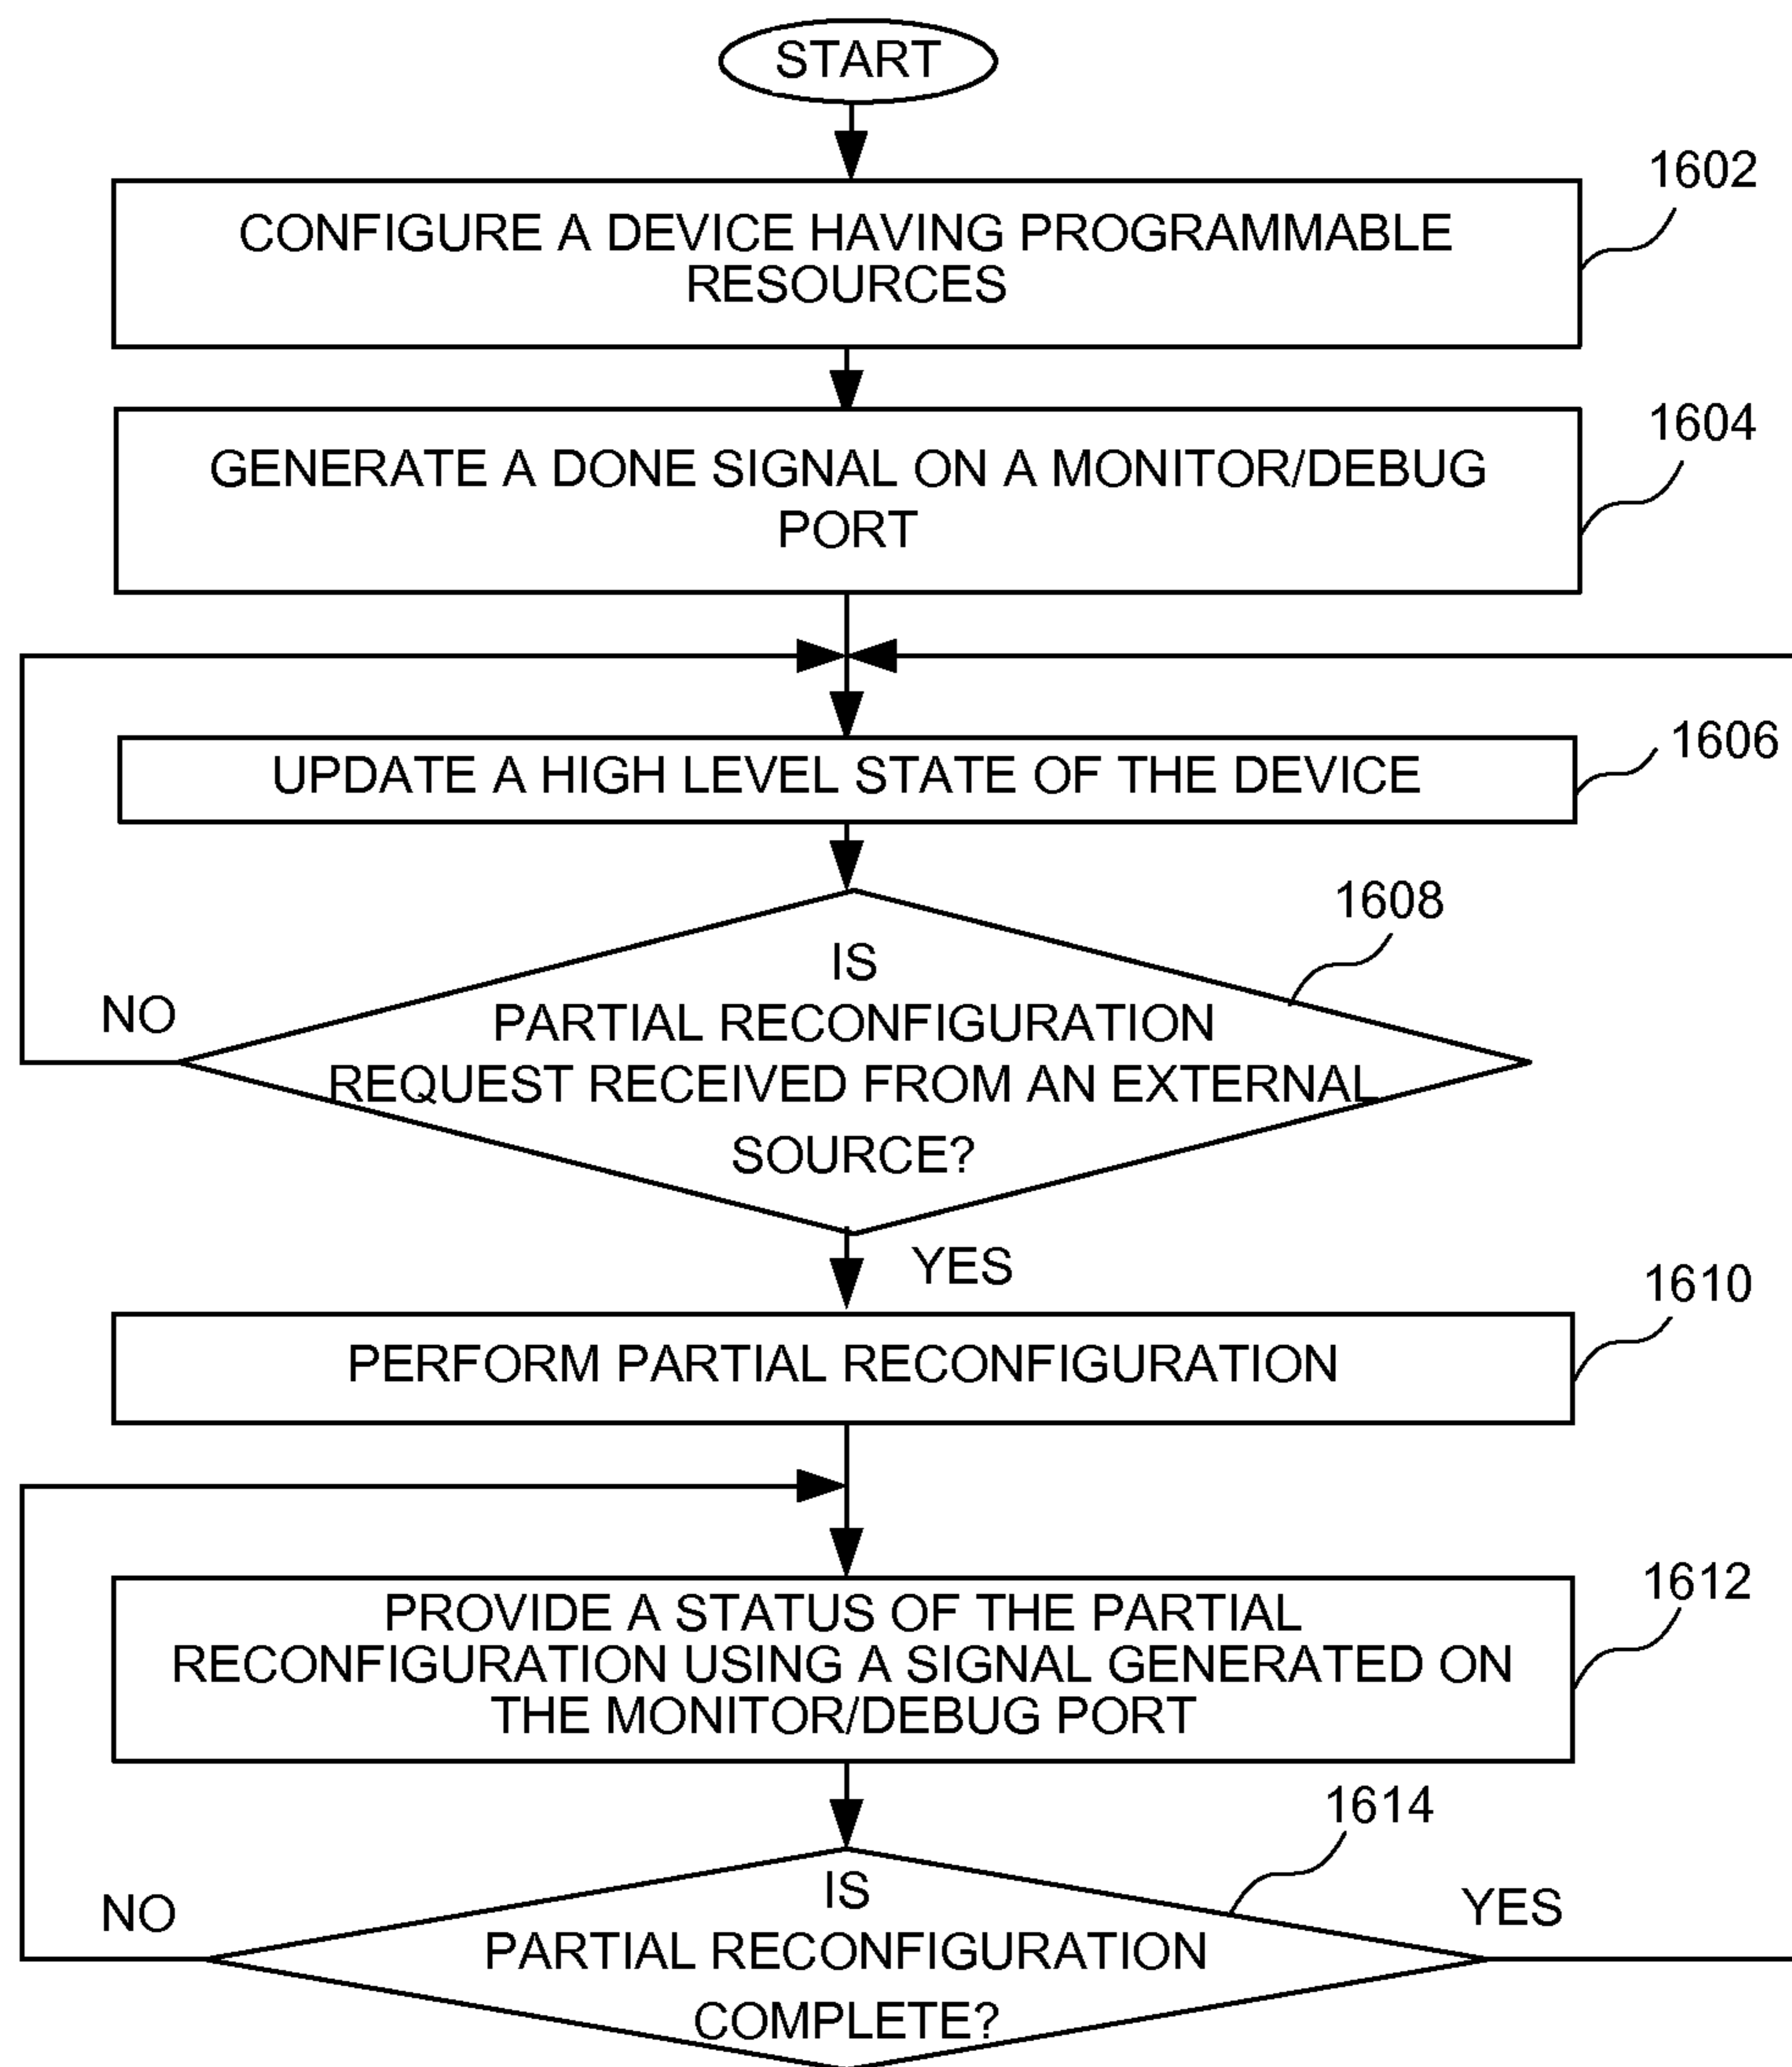 START
1602
CONFIGURE A DEVICE HAVING PROGRAMMABLE
RESOURCES
1604
GENERATE A DONE SIGNAL ON A MONITOR/DEBUG
PORT
1606
UPDATE A HIGH LEVEL STATE OF THE DEVICE
1608
IS
PARTIAL RECONFIGURATION
REQUEST RECEIVED FROM AN EXTERNAL
SOURCE?
NO
YES
1610
PERFORM PARTIAL RECONFIGURATION
1612
PROVIDE A STATUS OF THE PARTIAL
RECONFIGURATION USING A SIGNAL GENERATED ON
THE MONITOR/DEBUG PORT
1614
IS
PARTIAL RECONFIGURATION
COMPLETE?
NO
YES